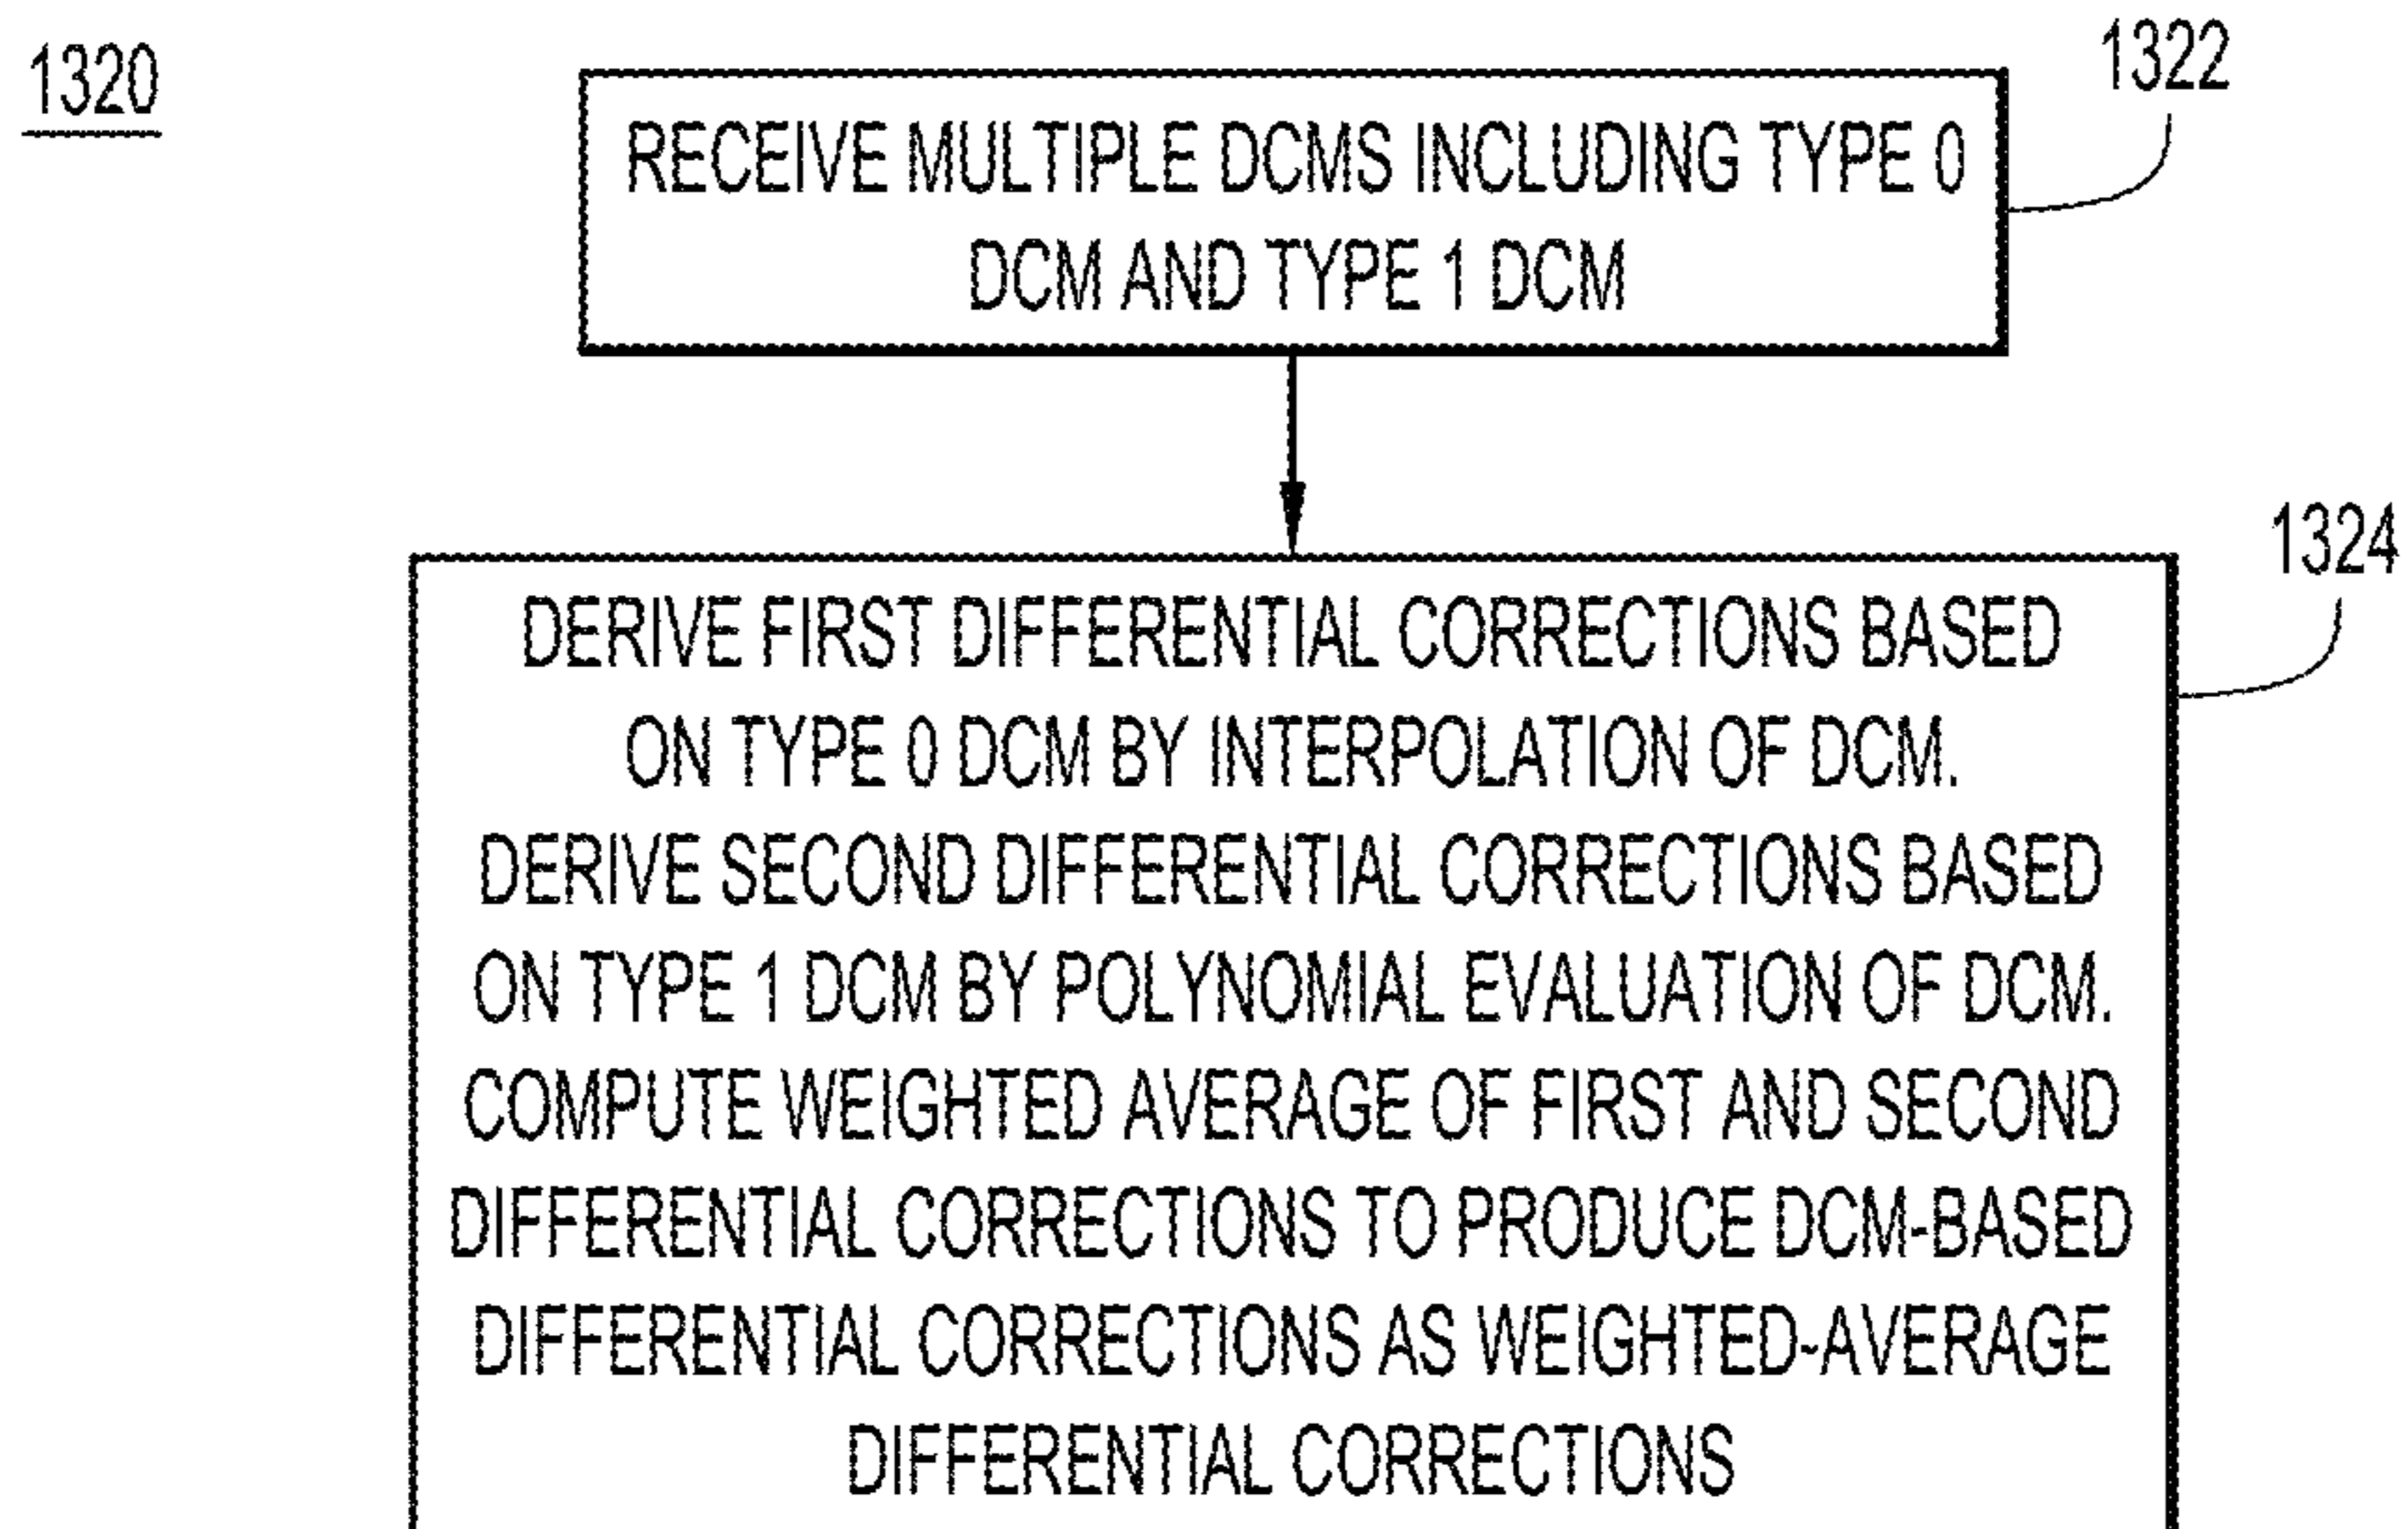 1320
1322
RECEIVE MULTIPLE DCMS INCLUDING TYPE 0
DCM AND TYPE 1 DCM
1324
DERIVE FIRST DIFFERENTIAL CORRECTIONS BASED
ON TYPE 0 DCM BY INTERPOLATION OF DCM.
DERIVE SECOND DIFFERENTIAL CORRECTIONS BASED
ON TYPE 1 DCM BY POLYNOMIAL EVALUATION OF DCM.
COMPUTE WEIGHTED AVERAGE OF FIRST AND SECOND
DIFFERENTIAL CORRECTIONS TO PRODUCE DCM-BASED
DIFFERENTIAL CORRECTIONS AS WEIGHTED-AVERAGE
DIFFERENTIAL CORRECTIONS